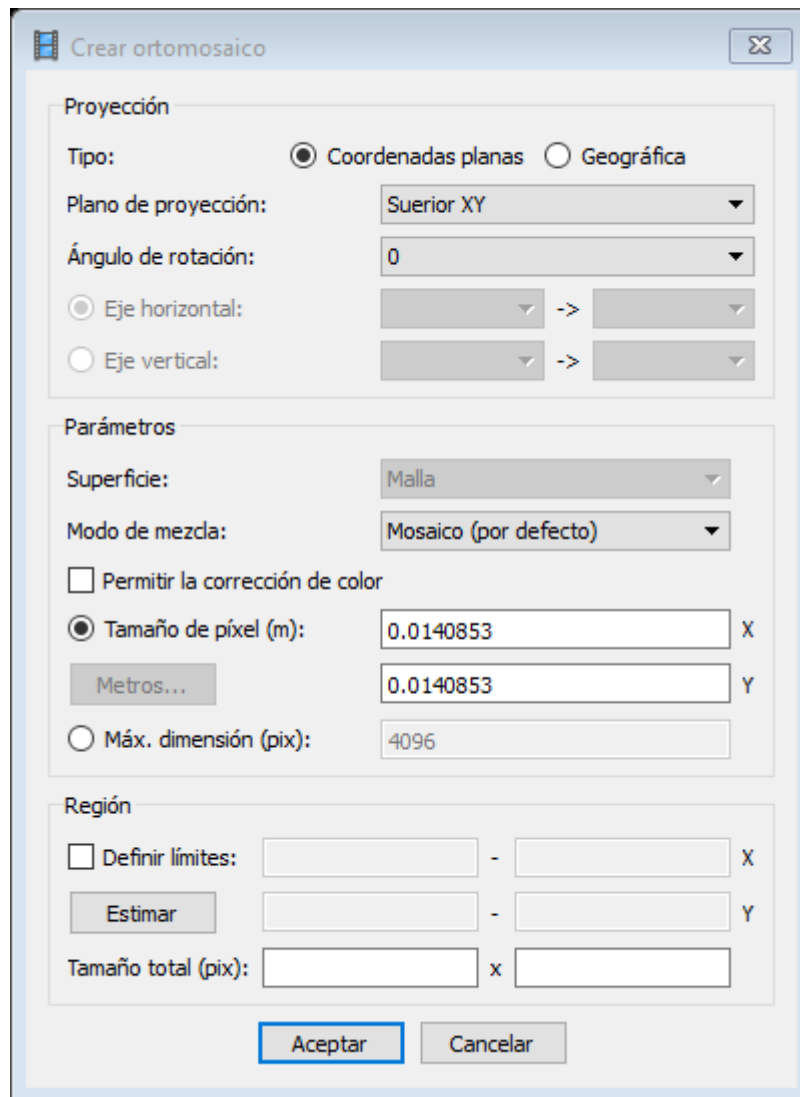 Crear ortomosaico
Proyección
Tipo: Coordenadas planas Geográfica
Plano de proyección: Suerior XY
Ángulo de rotación: 0
Eje horizontal: ->
Eje vertical: ->
Parámetros
Superficie: Malla
Modo de mezcla: Mosaico (por defecto)
Permitir la corrección de color
Tamaño de píxel (m): 0.0140853 X
Metros... 0.0140853 Y
Máx. dimensión (pix): 4096
Región
Definir límites: - X
Estimar - Y
Tamaño total (pix): x
Aceptar Cancelar